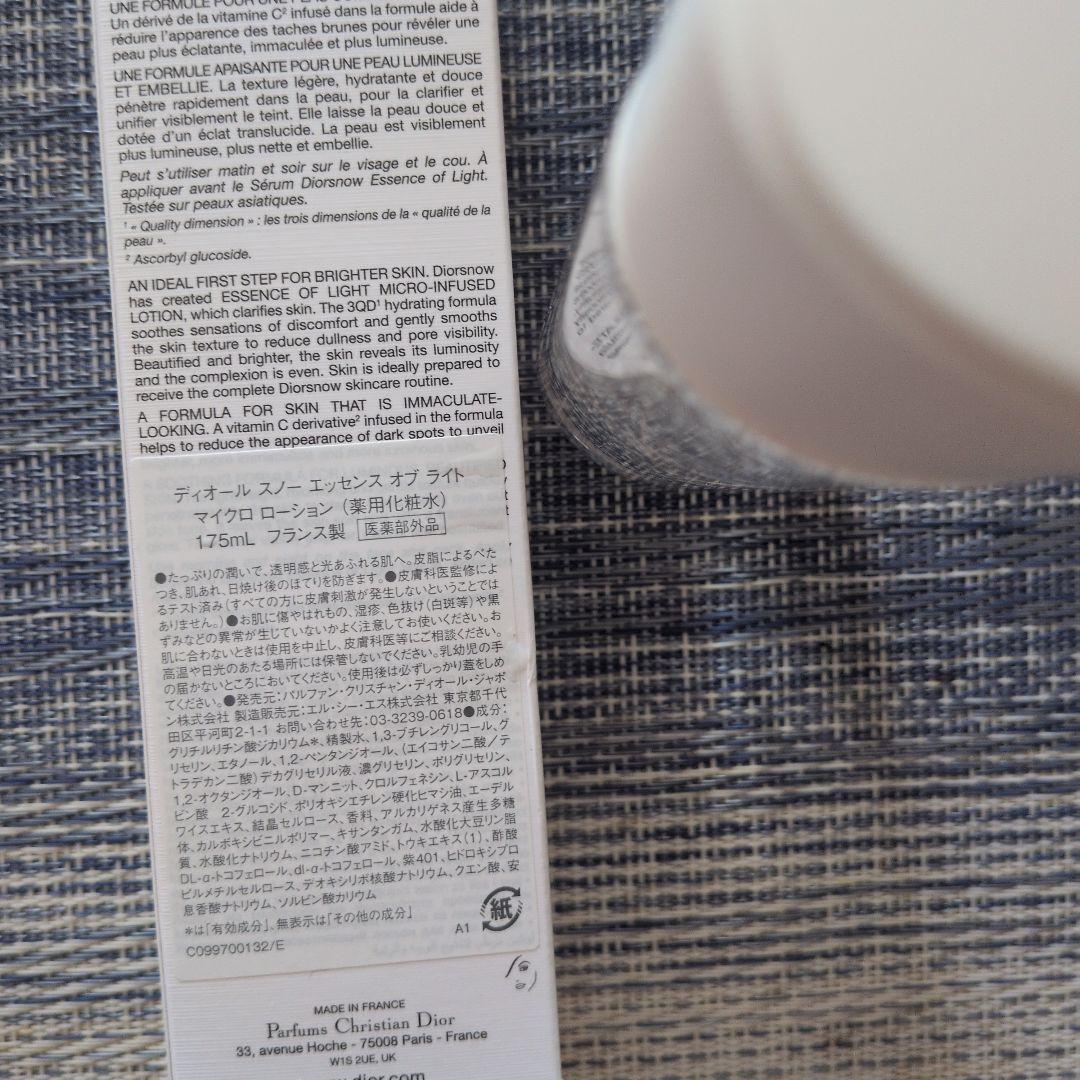 UNE FORMULE POUR UNE PEAU
Un dérivé de la vitamine C² infusé dans la formule aide à
réduire l'apparence des taches brunes pour révéler une
peau plus éclatante, immaculée et plus lumineuse.
UNE FORMULE APAISANTE POUR UNE PEAU LUMINEUSE
ET EMBELLIE. La texture légère, hydratante et douce
pénètre rapidement dans la peau, pour la clarifier et
unifier visiblement le teint. Elle laisse la peau douce et
dotée d'un éclat translucide. La peau est visiblement
plus lumineuse, plus nette et embellie.
Peut s'utiliser matin et soir sur le visage et le cou. À
appliquer avant le Sérum Diorsnow Essence of Light.
Testée sur peaux asiatiques.
¹ « Quality dimension » : les trois dimensions de la « qualité de la
peau ».
² Ascorbyl glucoside.
AN IDEAL FIRST STEP FOR BRIGHTER SKIN. Diorsnow
has created ESSENCE OF LIGHT MICRO-INFUSED
LOTION, which clarifies skin. The 3QD¹ hydrating formula
soothes sensations of discomfort and gently smooths
the skin texture to reduce dullness and pore visibility.
Beautified and brighter, the skin reveals its luminosity
and the complexion is even. Skin is ideally prepared to
receive the complete Diorsnow skincare routine.
A FORMULA FOR SKIN THAT IS IMMACULATE-
LOOKING. A vitamin C derivative² infused in the formula
helps to reduce the appearance of dark spots to unveil
ディオール スノー エッセンス オブ ライト
マイクロ ローション (薬用化粧水)
175mL フランス製 医薬部外品
●たっぷりの潤いで、透明感と光あふれる肌へ。皮脂によるべた
つき、肌あれ、日焼け後のほてりを防ぎます。●皮膚科医監修によ
るテスト済み(すべての方に皮膚刺激が発生しないということでは
ありません。)●お肌に傷やはれもの、湿疹、色抜け(白斑等)や黒
ずみなどの異常が生じていないかよく注意してお使いください。お
肌に合わないときは使用を中止し、皮膚科医等にご相談ください。
高温や日光のあたる場所には保管しないでください。乳幼児の手
の届かないところにおいてください。使用後は必ずしっかり蓋をしめ
てください。●発売元:パルファン・クリスチャン・ディオール・ジャポ
ン株式会社 製造販売元:エル・シー・エス株式会社 東京都千代
田区平河町2-1-1 お問い合わせ先:03-3239-0618●成分:
グリチルリチン酸ジカリウム*、精製水、1,3-ブチレングリコール、グ
リセリン、エタノール、1,2-ペンタンジオール、(エイコサン二酸/テ
トラデカン二酸)デカグリセリル液、濃グリセリン、ポリグリセリン、
1,2-オクタンジオール、D-マンニット、クロルフェネシン、L-アスコル
ビン酸 2-グルコシド、ポリオキシエチレン硬化ヒマシ油、エーデル
ワイスエキス、結晶セルロース、香料、アルカリゲネス産生多糖
体、カルボキシビニルポリマー、キサンタンガム、水酸化大豆リン脂
質、水酸化ナトリウム、ニコチン酸アミド、トウキエキス(1)、酢酸
DL-α-トコフェロール、dl-α-トコフェロール、紫401、ヒドロキシプロ
ピルメチルセルロース、デオキシリボ核酸ナトリウム、クエン酸、安
息香酸ナトリウム、ソルビン酸カリウム
*は「有効成分」、無表示は「その他の成分」
C099700132/E
A1 紙
MADE IN FRANCE
Parfums Christian Dior
33, avenue Hoche - 75008 Paris - France
W1S 2UE, UK
dior.com